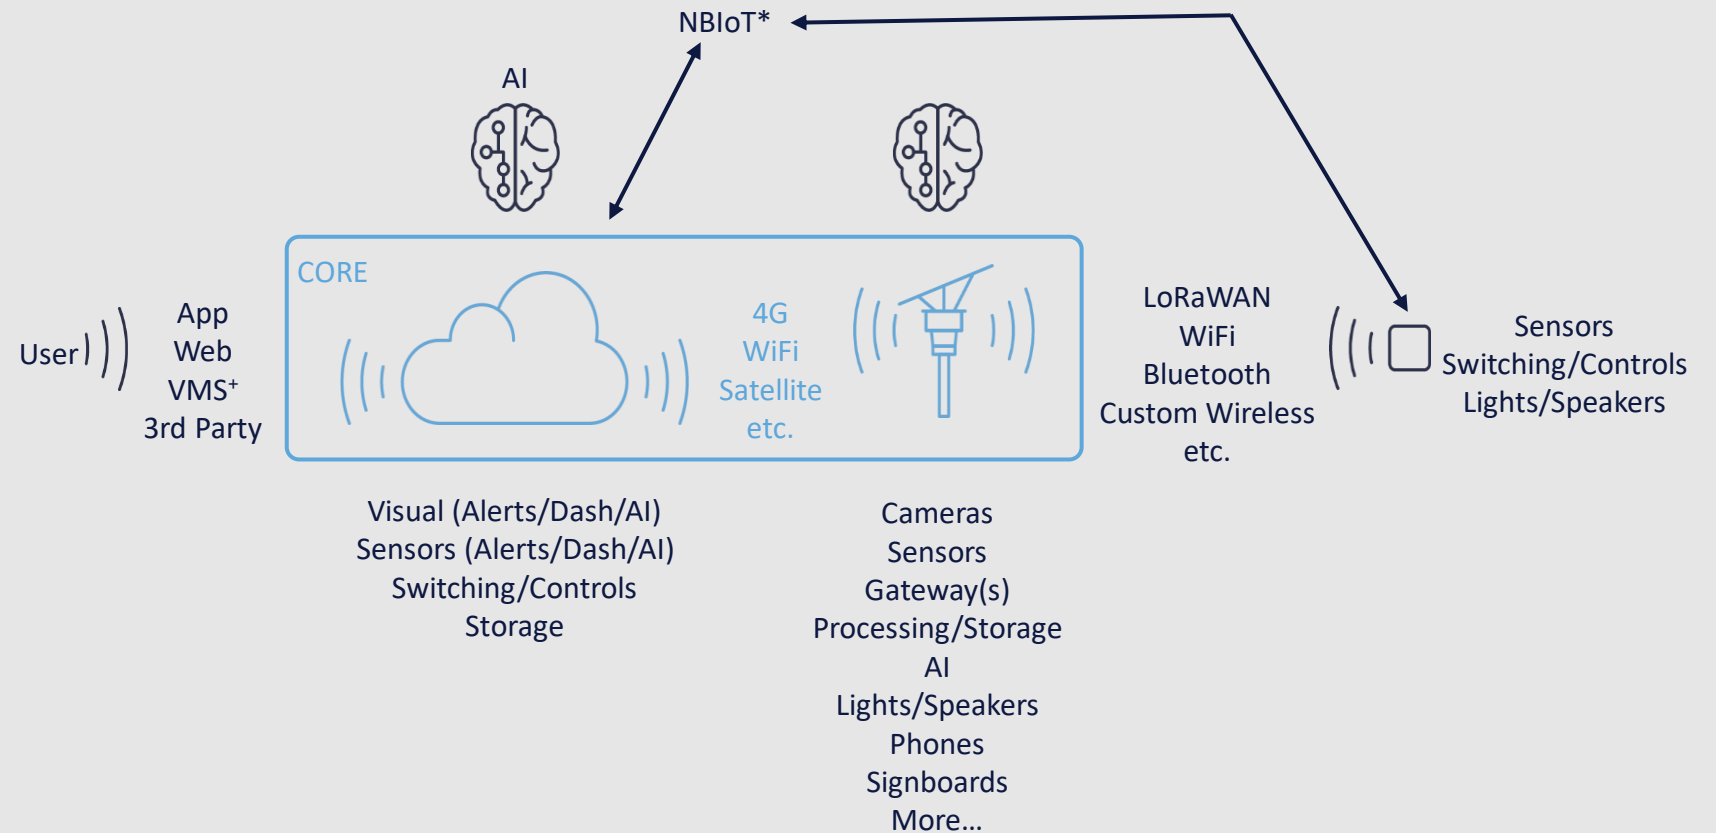 NBIoT*
AI
CORE
User
App
Web
VMS⁺
3rd Party
4G
WiFi
Satellite
etc.
LoRaWAN
WiFi
Bluetooth
Custom Wireless
etc.
Sensors
Switching/Controls
Lights/Speakers
Visual (Alerts/Dash/AI)
Sensors (Alerts/Dash/AI)
Switching/Controls
Storage
Cameras
Sensors
Gateway(s)
Processing/Storage
AI
Lights/Speakers
Phones
Signboards
More...